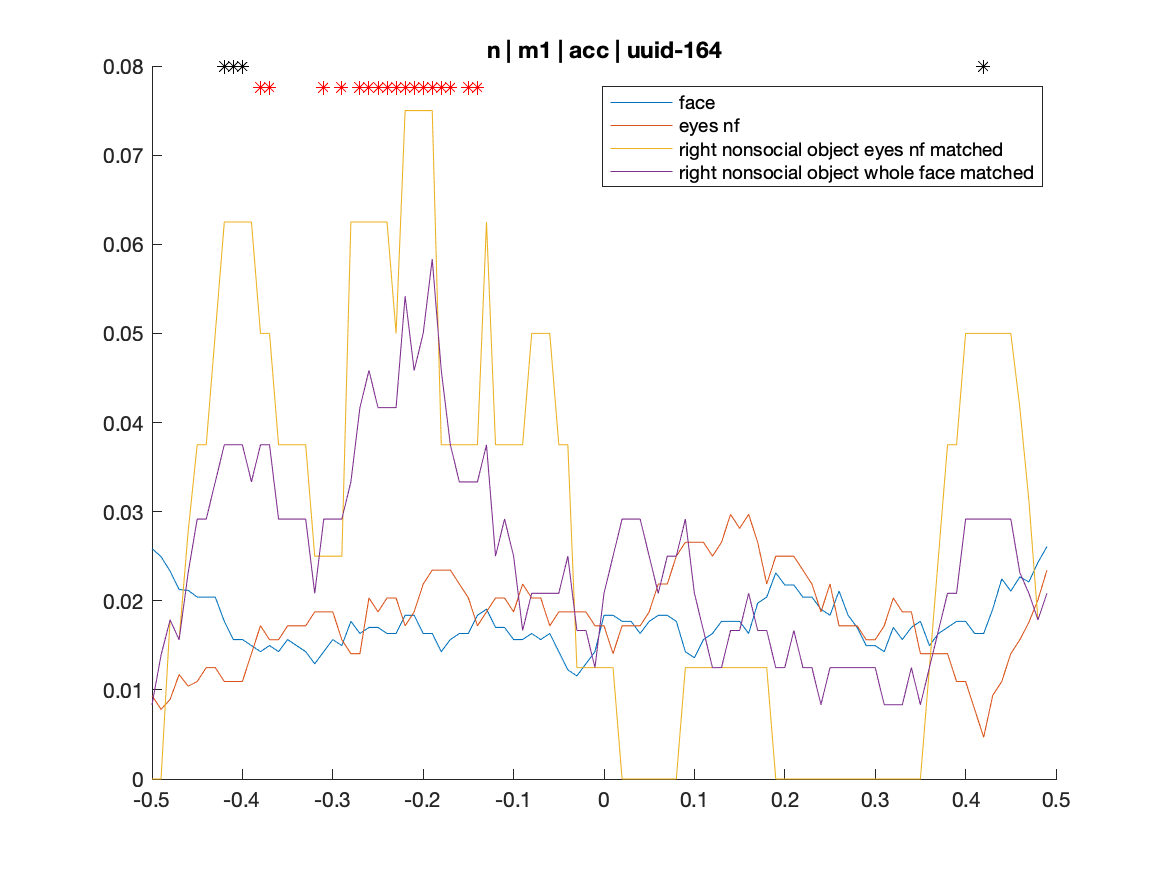 n | m1 | acc | uuid-164
0.08
0.07
0.06
0.05
0.04
0.03
0.02
0.01
0
face
eyes nf
right nonsocial object eyes nf matched
right nonsocial object whole face matched
-0.5 -0.4 -0.3 -0.2 -0.1 0 0.1 0.2 0.3 0.4 0.5